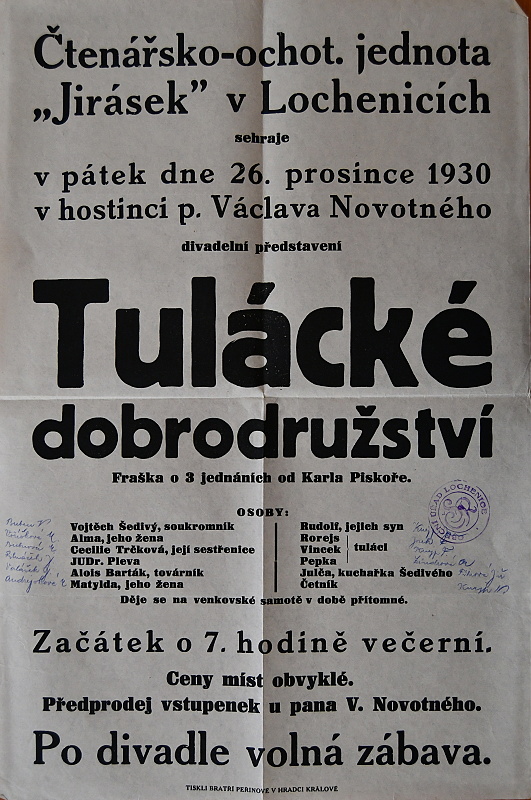 Čtenářsko-ochot. jednota
„Jirásek” v Lochenicích
sehraje
v pátek dne 26. prosince 1930
v hostinci p. Václava Novotného
divadelní představení
Tulácké
dobrodružství
Fraška o 3 jednáních od Karla Piskoře.
OSOBY:
Vojtěch Šedivý, soukromník
Alma, jeho žena
Cecilie Trčková, její sestřenice
JUDr. Pleva
Alois Barták, továrník
Matylda, jeho žena
Rudolf, jejich syn
Rorejs
Vincek
Pepka
tuláci
Julča, kuchařka Šedivého
Četník
Děje se na venkovské samotě v době přítomné.
Začátek o 7. hodině večerní.
Ceny míst obvyklé.
Předprodej vstupenek u pana V. Novotného.
Po divadle volná zábava.
TISKLI BRATŘI PEŘINOVÉ V HRADCI KRÁLOVÉ